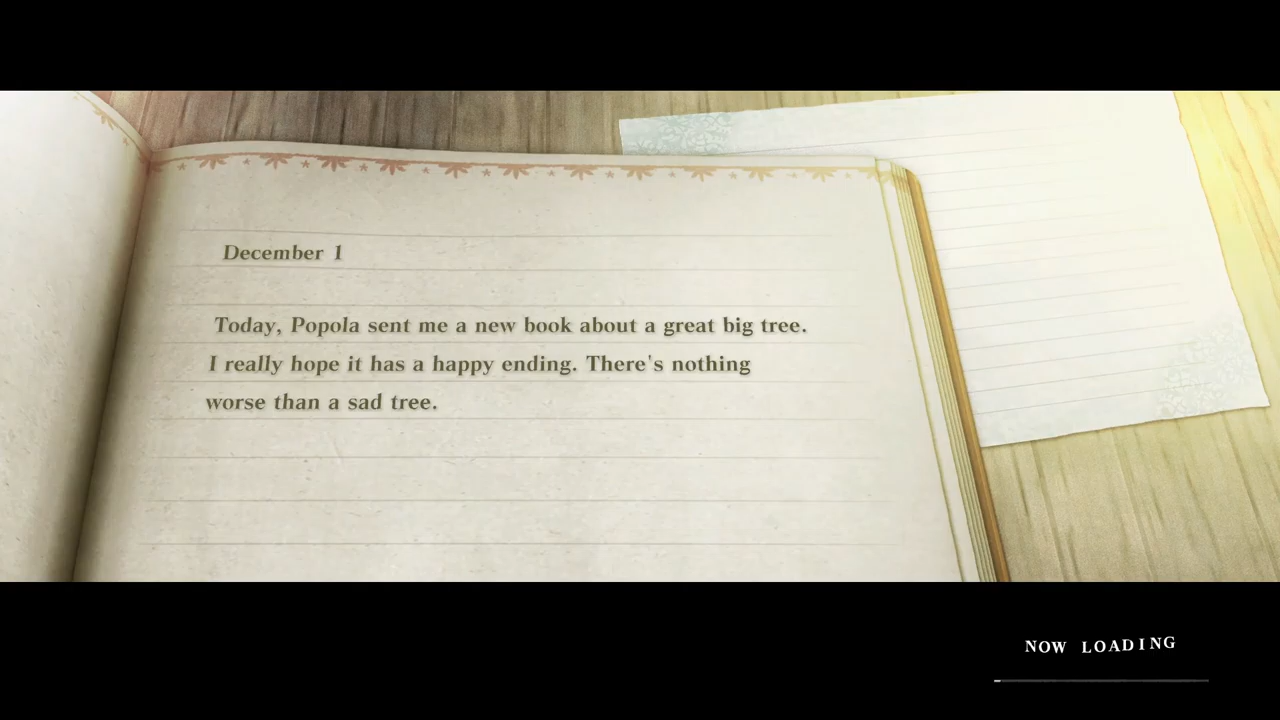 December 1
Today, Popola sent me a new book about a great big tree.
I really hope it has a happy ending. There's nothing
worse than a sad tree.
NOW LOADING